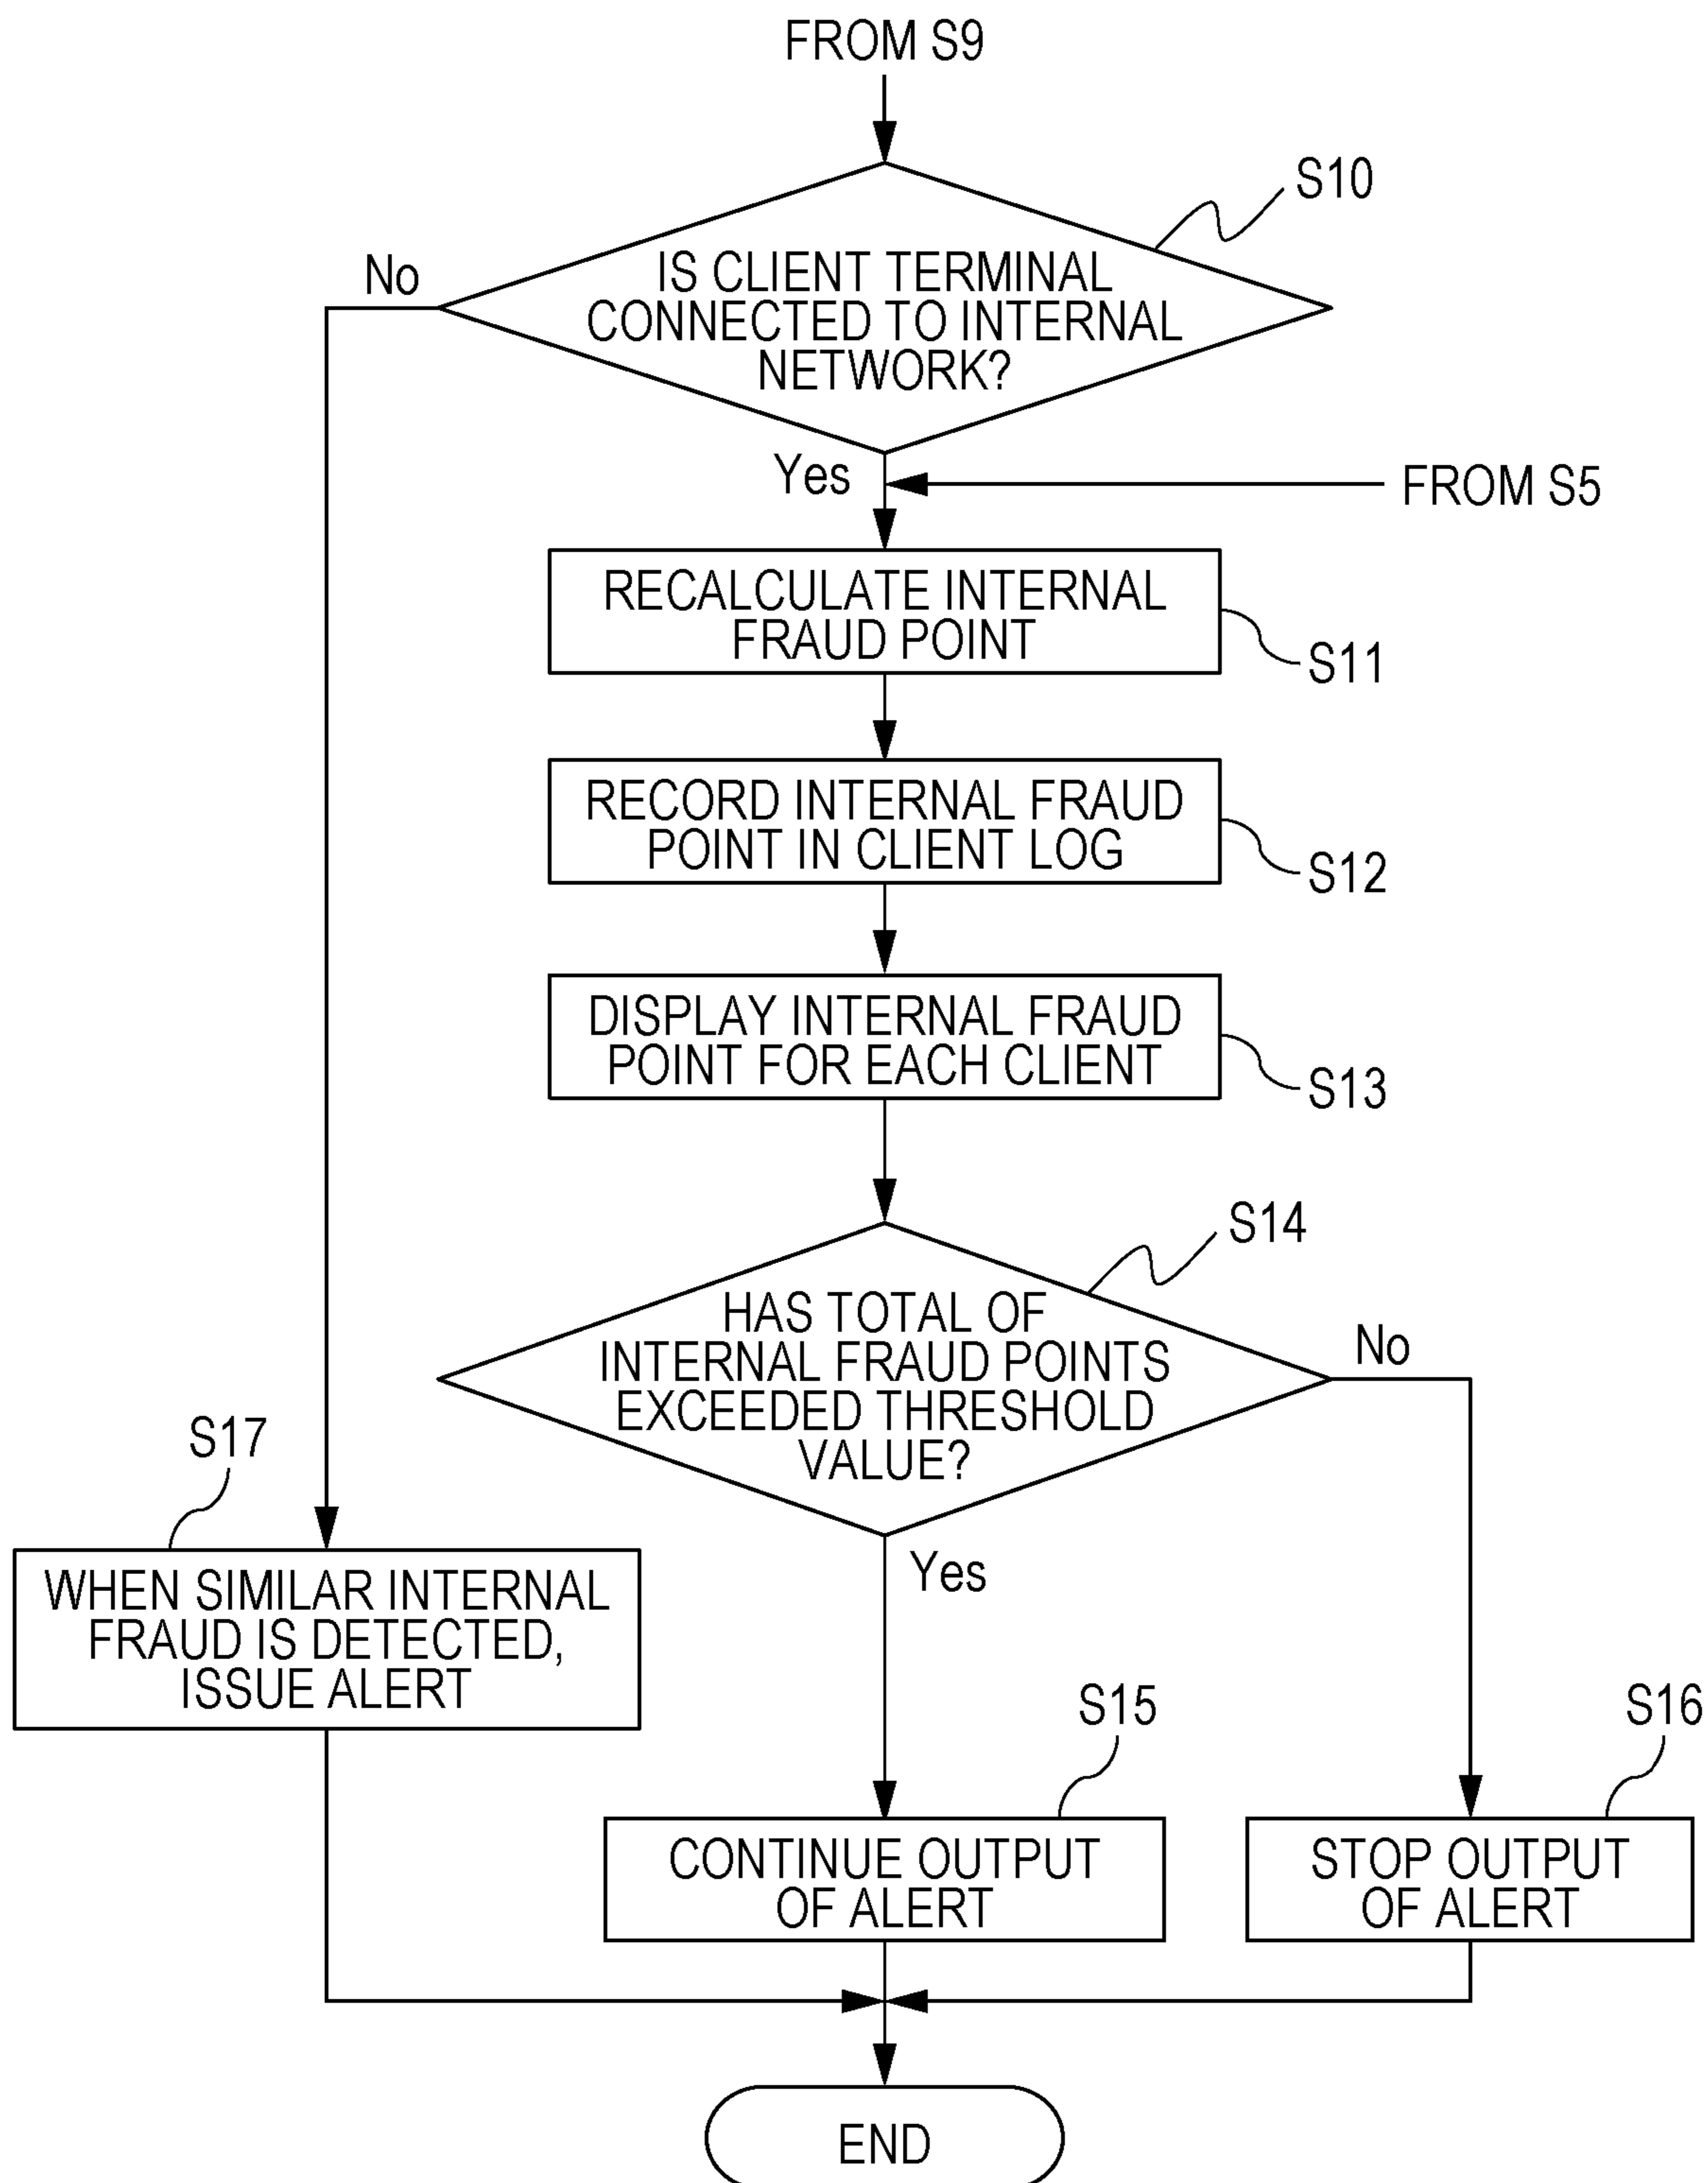 FROM S9
S10
No
IS CLIENT TERMINAL
CONNECTED TO INTERNAL
NETWORK?
Yes
FROM S5
RECALCULATE INTERNAL
FRAUD POINT
S11
RECORD INTERNAL FRAUD
POINT IN CLIENT LOG
S12
DISPLAY INTERNAL FRAUD
POINT FOR EACH CLIENT
S13
S14
HAS TOTAL OF
INTERNAL FRAUD POINTS
EXCEEDED THRESHOLD
VALUE?
No
Yes
S17
WHEN SIMILAR INTERNAL
FRAUD IS DETECTED,
ISSUE ALERT
S15
CONTINUE OUTPUT
OF ALERT
S16
STOP OUTPUT
OF ALERT
END